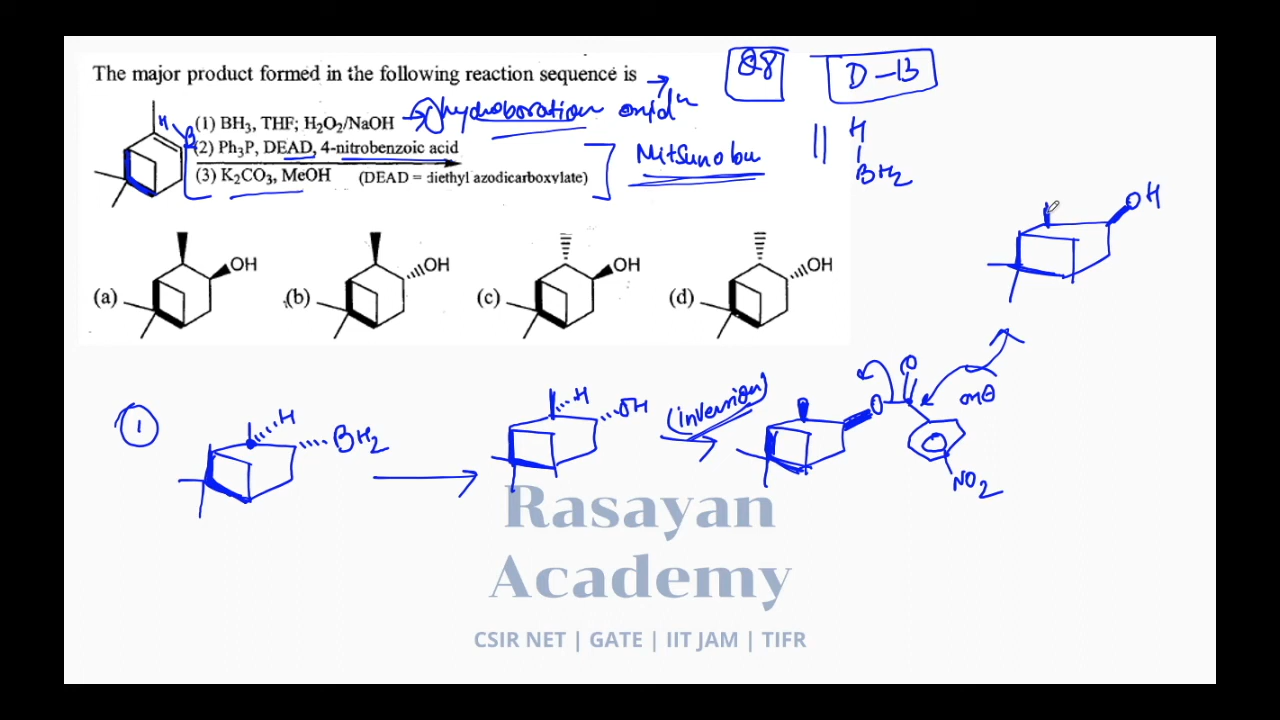 The major product formed in the following reaction sequence is
Q8
D-13
H
B
(1) BH3, THF; H2O2/NaOH
hydroboration oxidn
(2) Ph3P, DEAD, 4-nitrobenzoic acid
Mitsunobu
(3) K2CO3, MeOH (DEAD = diethyl azodicarboxylate)
H
BH2
OH
(a)
OH
(b)
OH
(c)
OH
(d)
OH
1
H
BH2
H
OH
(inversion)
O
O
OMe
NO2
Rasayan
Academy
CSIR NET | GATE | IIT JAM | TIFR